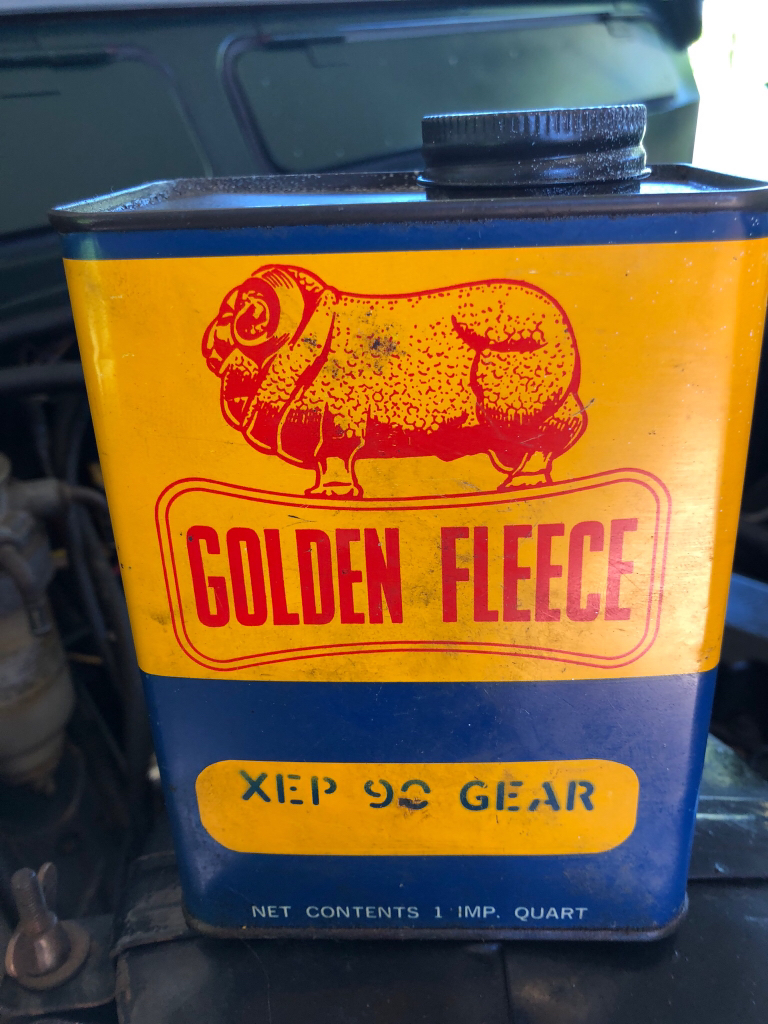 GOLDEN FLEECE
XEP 90 GEAR
NET CONTENTS 1 IMP. QUART